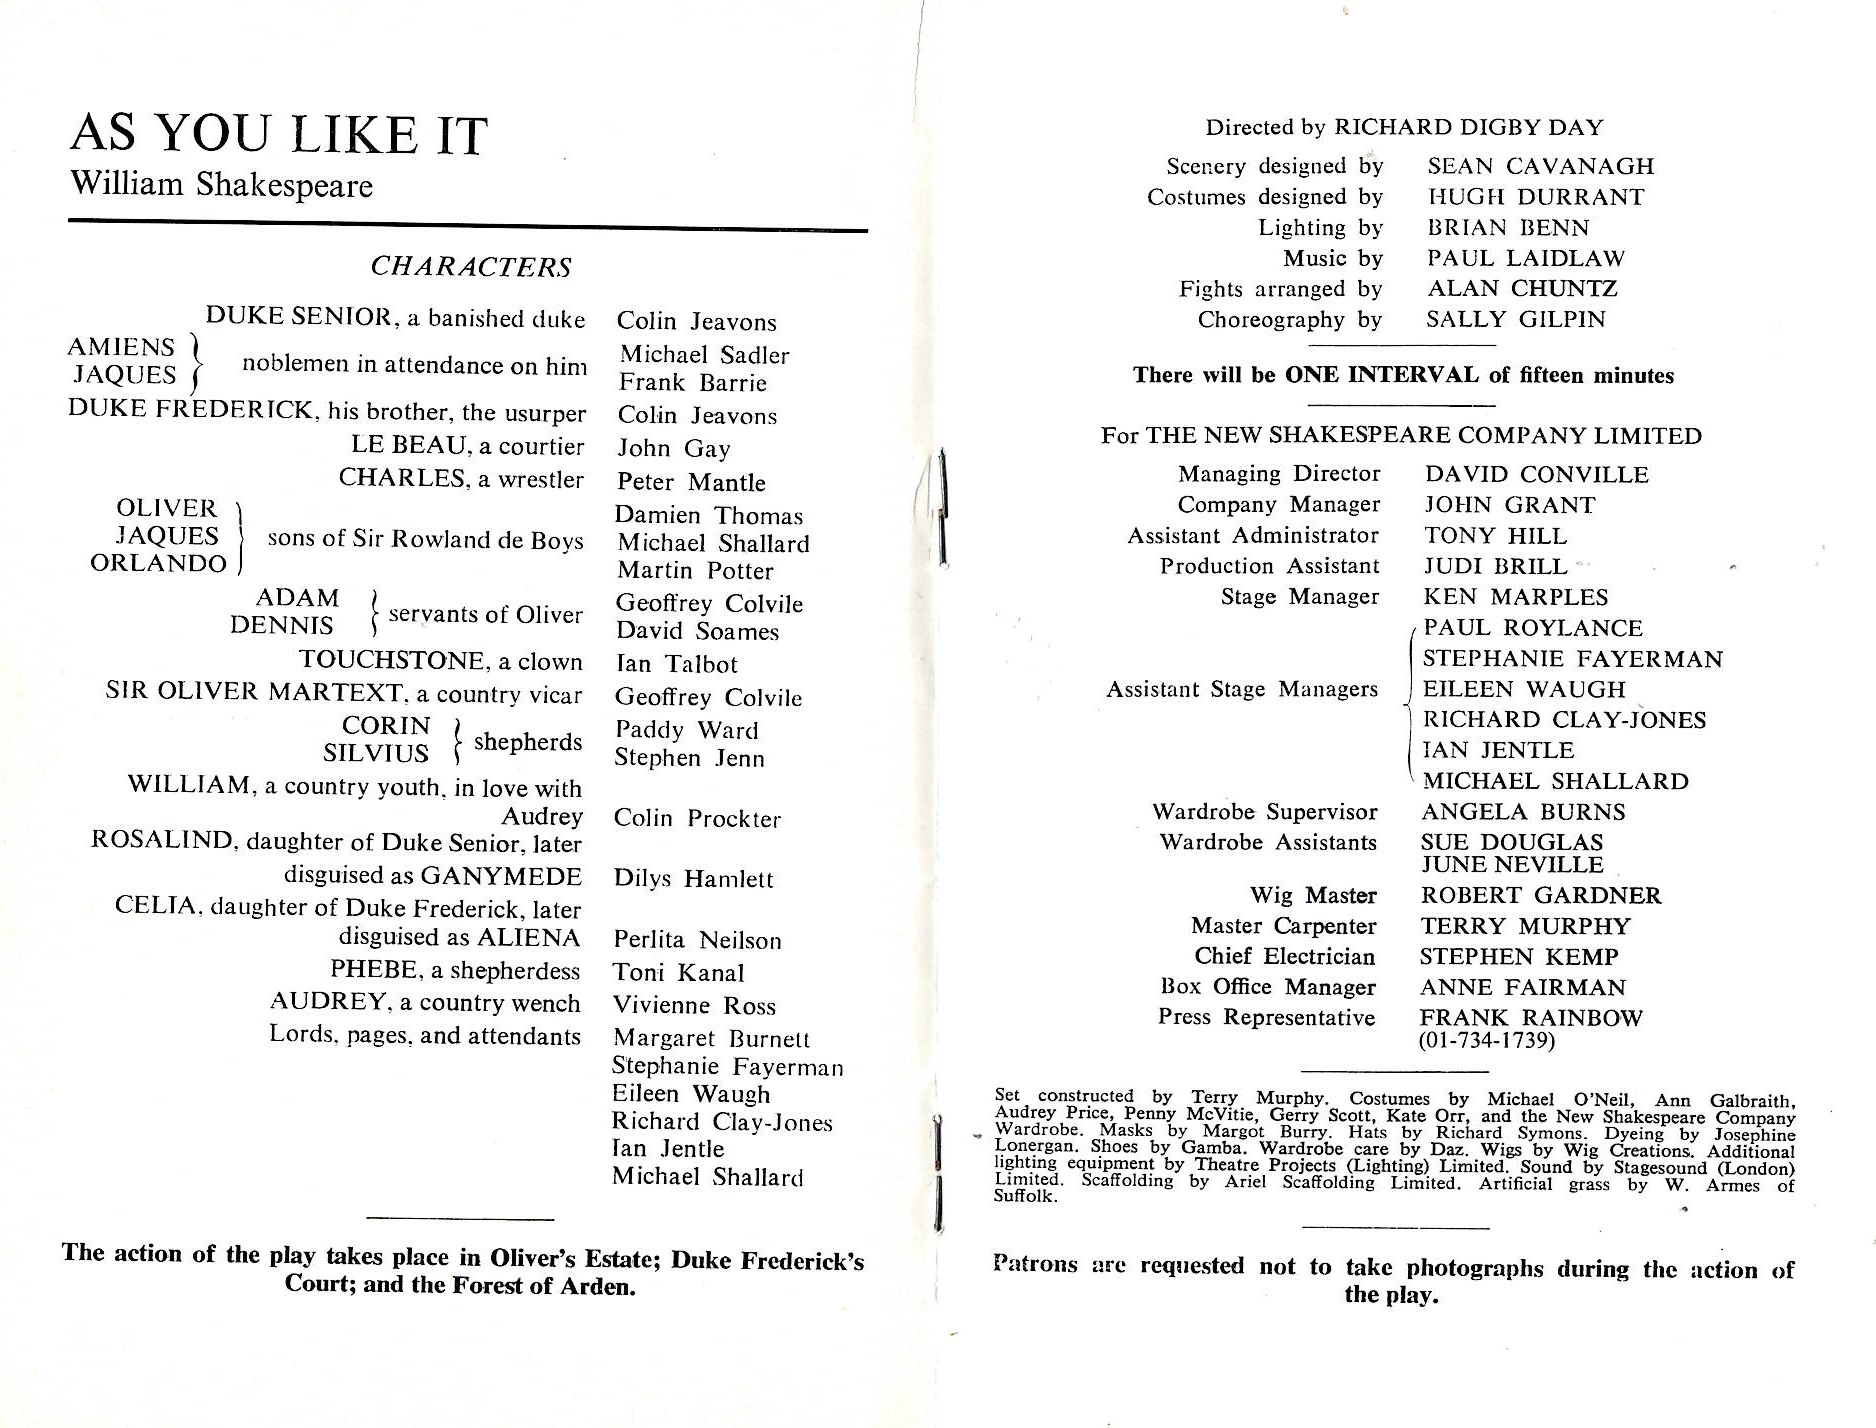 AS YOU LIKE IT
William Shakespeare
CHARACTERS
DUKE SENIOR, a banished duke Colin Jeavons
AMIENS
JAQUES
noblemen in attendance on him
Michael Sadler
Frank Barrie
DUKE FREDERICK, his brother, the usurper Colin Jeavons
LE BEAU, a courtier John Gay
CHARLES, a wrestler Peter Mantle
OLIVER
JAQUES
ORLANDO
sons of Sir Rowland de Boys
Damien Thomas
Michael Shallard
Martin Potter
ADAM
DENNIS
servants of Oliver
Geoffrey Colvile
David Soames
TOUCHSTONE, a clown Ian Talbot
SIR OLIVER MARTEXT, a country vicar Geoffrey Colvile
CORIN
SILVIUS
shepherds
Paddy Ward
Stephen Jenn
WILLIAM, a country youth, in love with
Audrey Colin Prockter
ROSALIND, daughter of Duke Senior, later
disguised as GANYMEDE Dilys Hamlett
CELIA, daughter of Duke Frederick, later
disguised as ALIENA Perlita Neilson
PHEBE, a shepherdess Toni Kanal
AUDREY, a country wench Vivienne Ross
Lords, pages, and attendants Margaret Burnett
Stephanie Fayerman
Eileen Waugh
Richard Clay-Jones
Ian Jentle
Michael Shallard
The action of the play takes place in Oliver's Estate; Duke Frederick's
Court; and the Forest of Arden.
Directed by RICHARD DIGBY DAY
Scenery designed by SEAN CAVANAGH
Costumes designed by HUGH DURRANT
Lighting by BRIAN BENN
Music by PAUL LAIDLAW
Fights arranged by ALAN CHUNTZ
Choreography by SALLY GILPIN
There will be ONE INTERVAL of fifteen minutes
For THE NEW SHAKESPEARE COMPANY LIMITED
Managing Director DAVID CONVILLE
Company Manager JOHN GRANT
Assistant Administrator TONY HILL
Production Assistant JUDI BRILL
Stage Manager KEN MARPLES
Assistant Stage Managers
PAUL ROYLANCE
STEPHANIE FAYERMAN
EILEEN WAUGH
RICHARD CLAY-JONES
IAN JENTLE
MICHAEL SHALLARD
Wardrobe Supervisor ANGELA BURNS
Wardrobe Assistants SUE DOUGLAS
JUNE NEVILLE
Wig Master ROBERT GARDNER
Master Carpenter TERRY MURPHY
Chief Electrician STEPHEN KEMP
Box Office Manager ANNE FAIRMAN
Press Representative FRANK RAINBOW
(01-734-1739)
Set constructed by Terry Murphy. Costumes by Michael O'Neil, Ann Galbraith,
Audrey Price, Penny McVitie, Gerry Scott, Kate Orr, and the New Shakespeare Company
Wardrobe. Masks by Margot Burry. Hats by Richard Symons. Dyeing by Josephine
Lonergan. Shoes by Gamba. Wardrobe care by Daz. Wigs by Wig Creations. Additional
lighting equipment by Theatre Projects (Lighting) Limited. Sound by Stagesound (London)
Limited. Scaffolding by Ariel Scaffolding Limited. Artificial grass by W. Armes of
Suffolk.
Patrons are requested not to take photographs during the action of
the play.